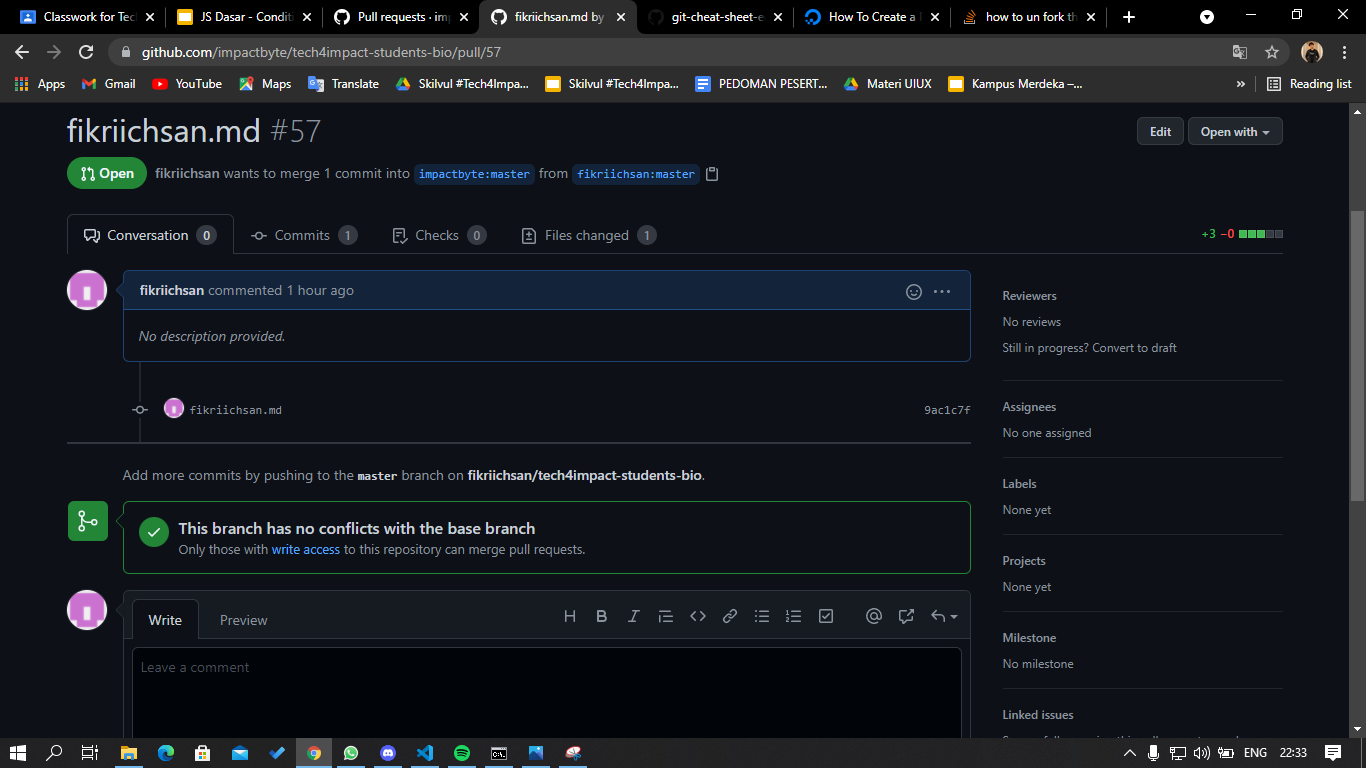 Classwork for Tec
JS Dasar - Condit
Pull requests · im
fikriichsan.md by
git-cheat-sheet-e
How To Create a
how to un fork th
github.com/impactbyte/tech4impact-students-bio/pull/57
Apps
Gmail
YouTube
Maps
Translate
Skilvul #Tech4Impa...
Skilvul #Tech4Impa...
PEDOMAN PESERT...
Materi UIUX
Kampus Merdeka –...
»
Reading list
fikriichsan.md #57
Edit
Open with
Open
fikriichsan wants to merge 1 commit into impactbyte:master from fikriichsan:master
Conversation 0
Commits 1
Checks 0
Files changed 1
+3 −0
fikriichsan commented 1 hour ago
No description provided.
fikriichsan.md
9ac1c7f
Add more commits by pushing to the master branch on fikriichsan/tech4impact-students-bio.
This branch has no conflicts with the base branch
Only those with write access to this repository can merge pull requests.
Write
Preview
Leave a comment
Reviewers
No reviews
Still in progress? Convert to draft
Assignees
No one assigned
Labels
None yet
Projects
None yet
Milestone
No milestone
Linked issues
ENG
22:33